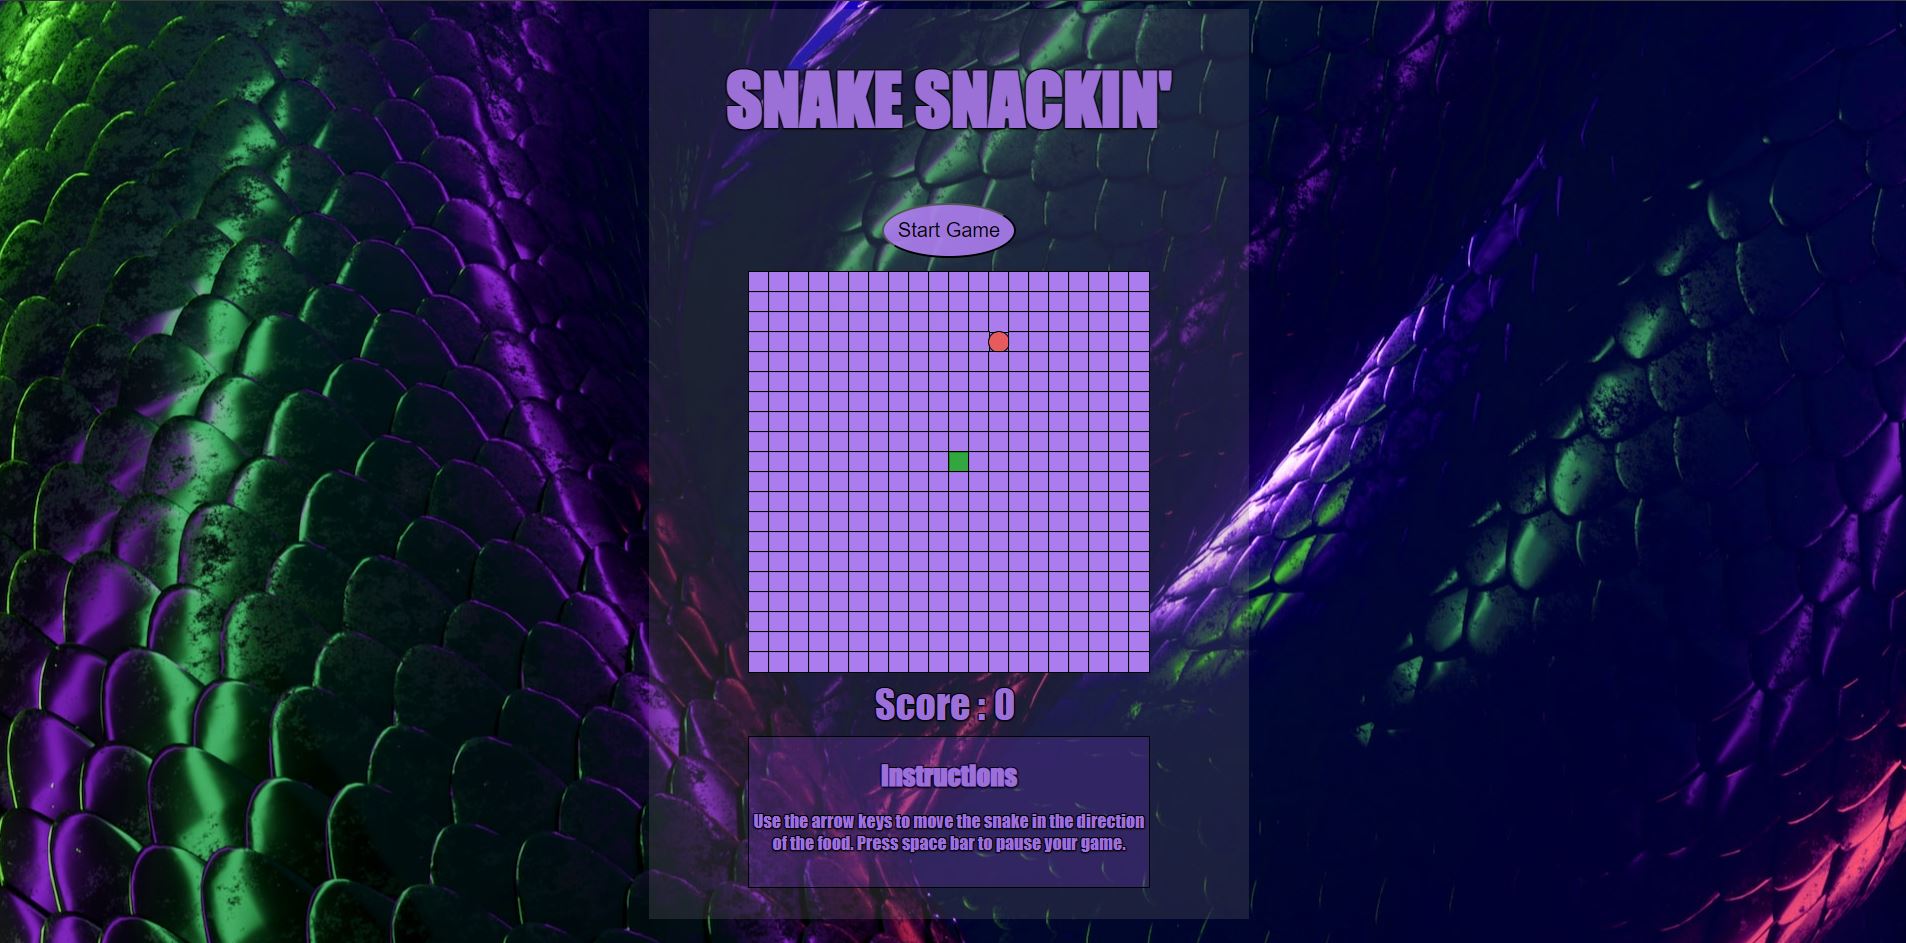 SNAKE SNACKIN'
Start Game
Score : 0
Instructions
Use the arrow keys to move the snake in the direction
of the food. Press space bar to pause your game.